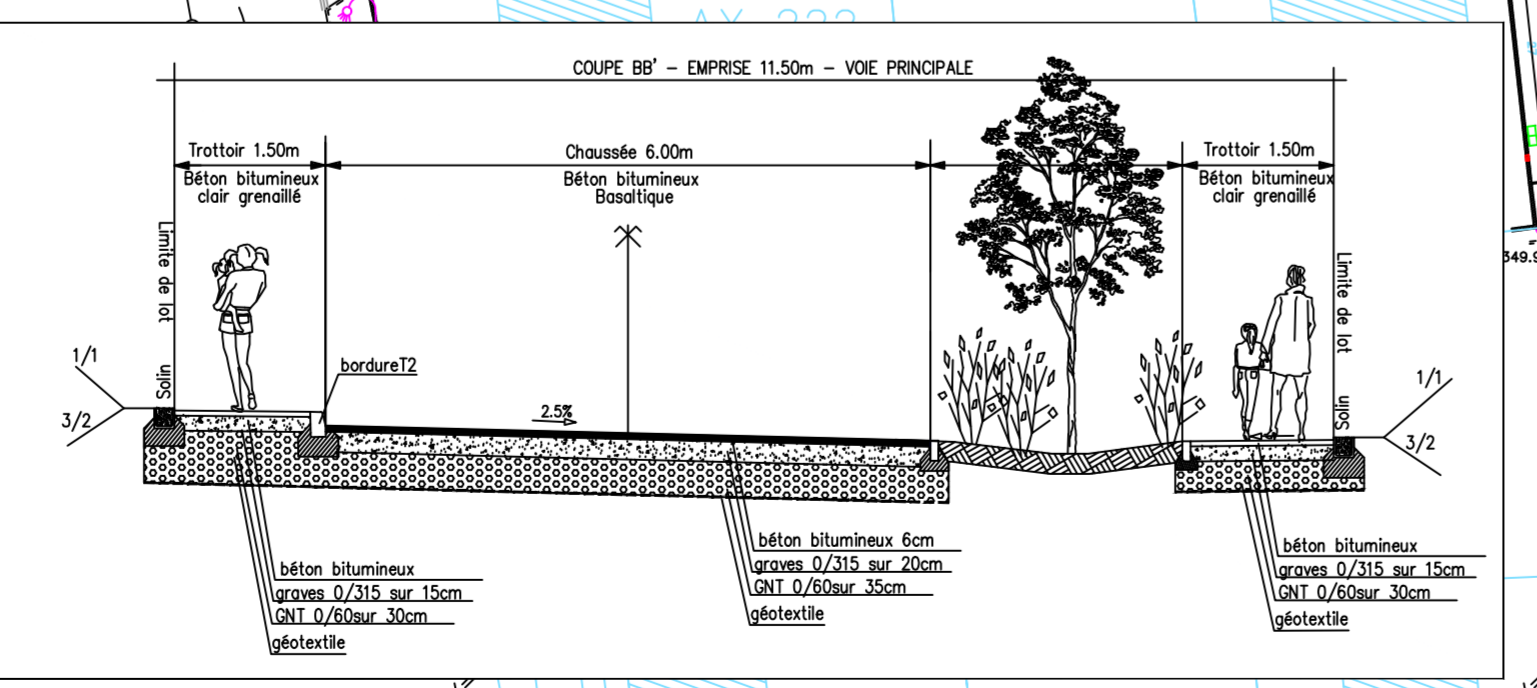 AX 222
COUPE BB' - EMPRISE 11.50m - VOIE PRINCIPALE
Trottoir 1.50m
Béton bitumineux
clair grenaillé
Chaussée 6.00m
Béton bitumineux
Basaltique
Trottoir 1.50m
Béton bitumineux
clair grenaillé
Limite de lot
Solin
Limite de lot
Solin
1/1
3/2
bordureT2
2.5%
1/1
3/2
béton bitumineux
graves 0/315 sur 15cm
GNT 0/60sur 30cm
géotextile
béton bitumineux 6cm
graves 0/315 sur 20cm
GNT 0/60sur 35cm
géotextile
béton bitumineux
graves 0/315 sur 15cm
GNT 0/60sur 30cm
géotextile
349.9